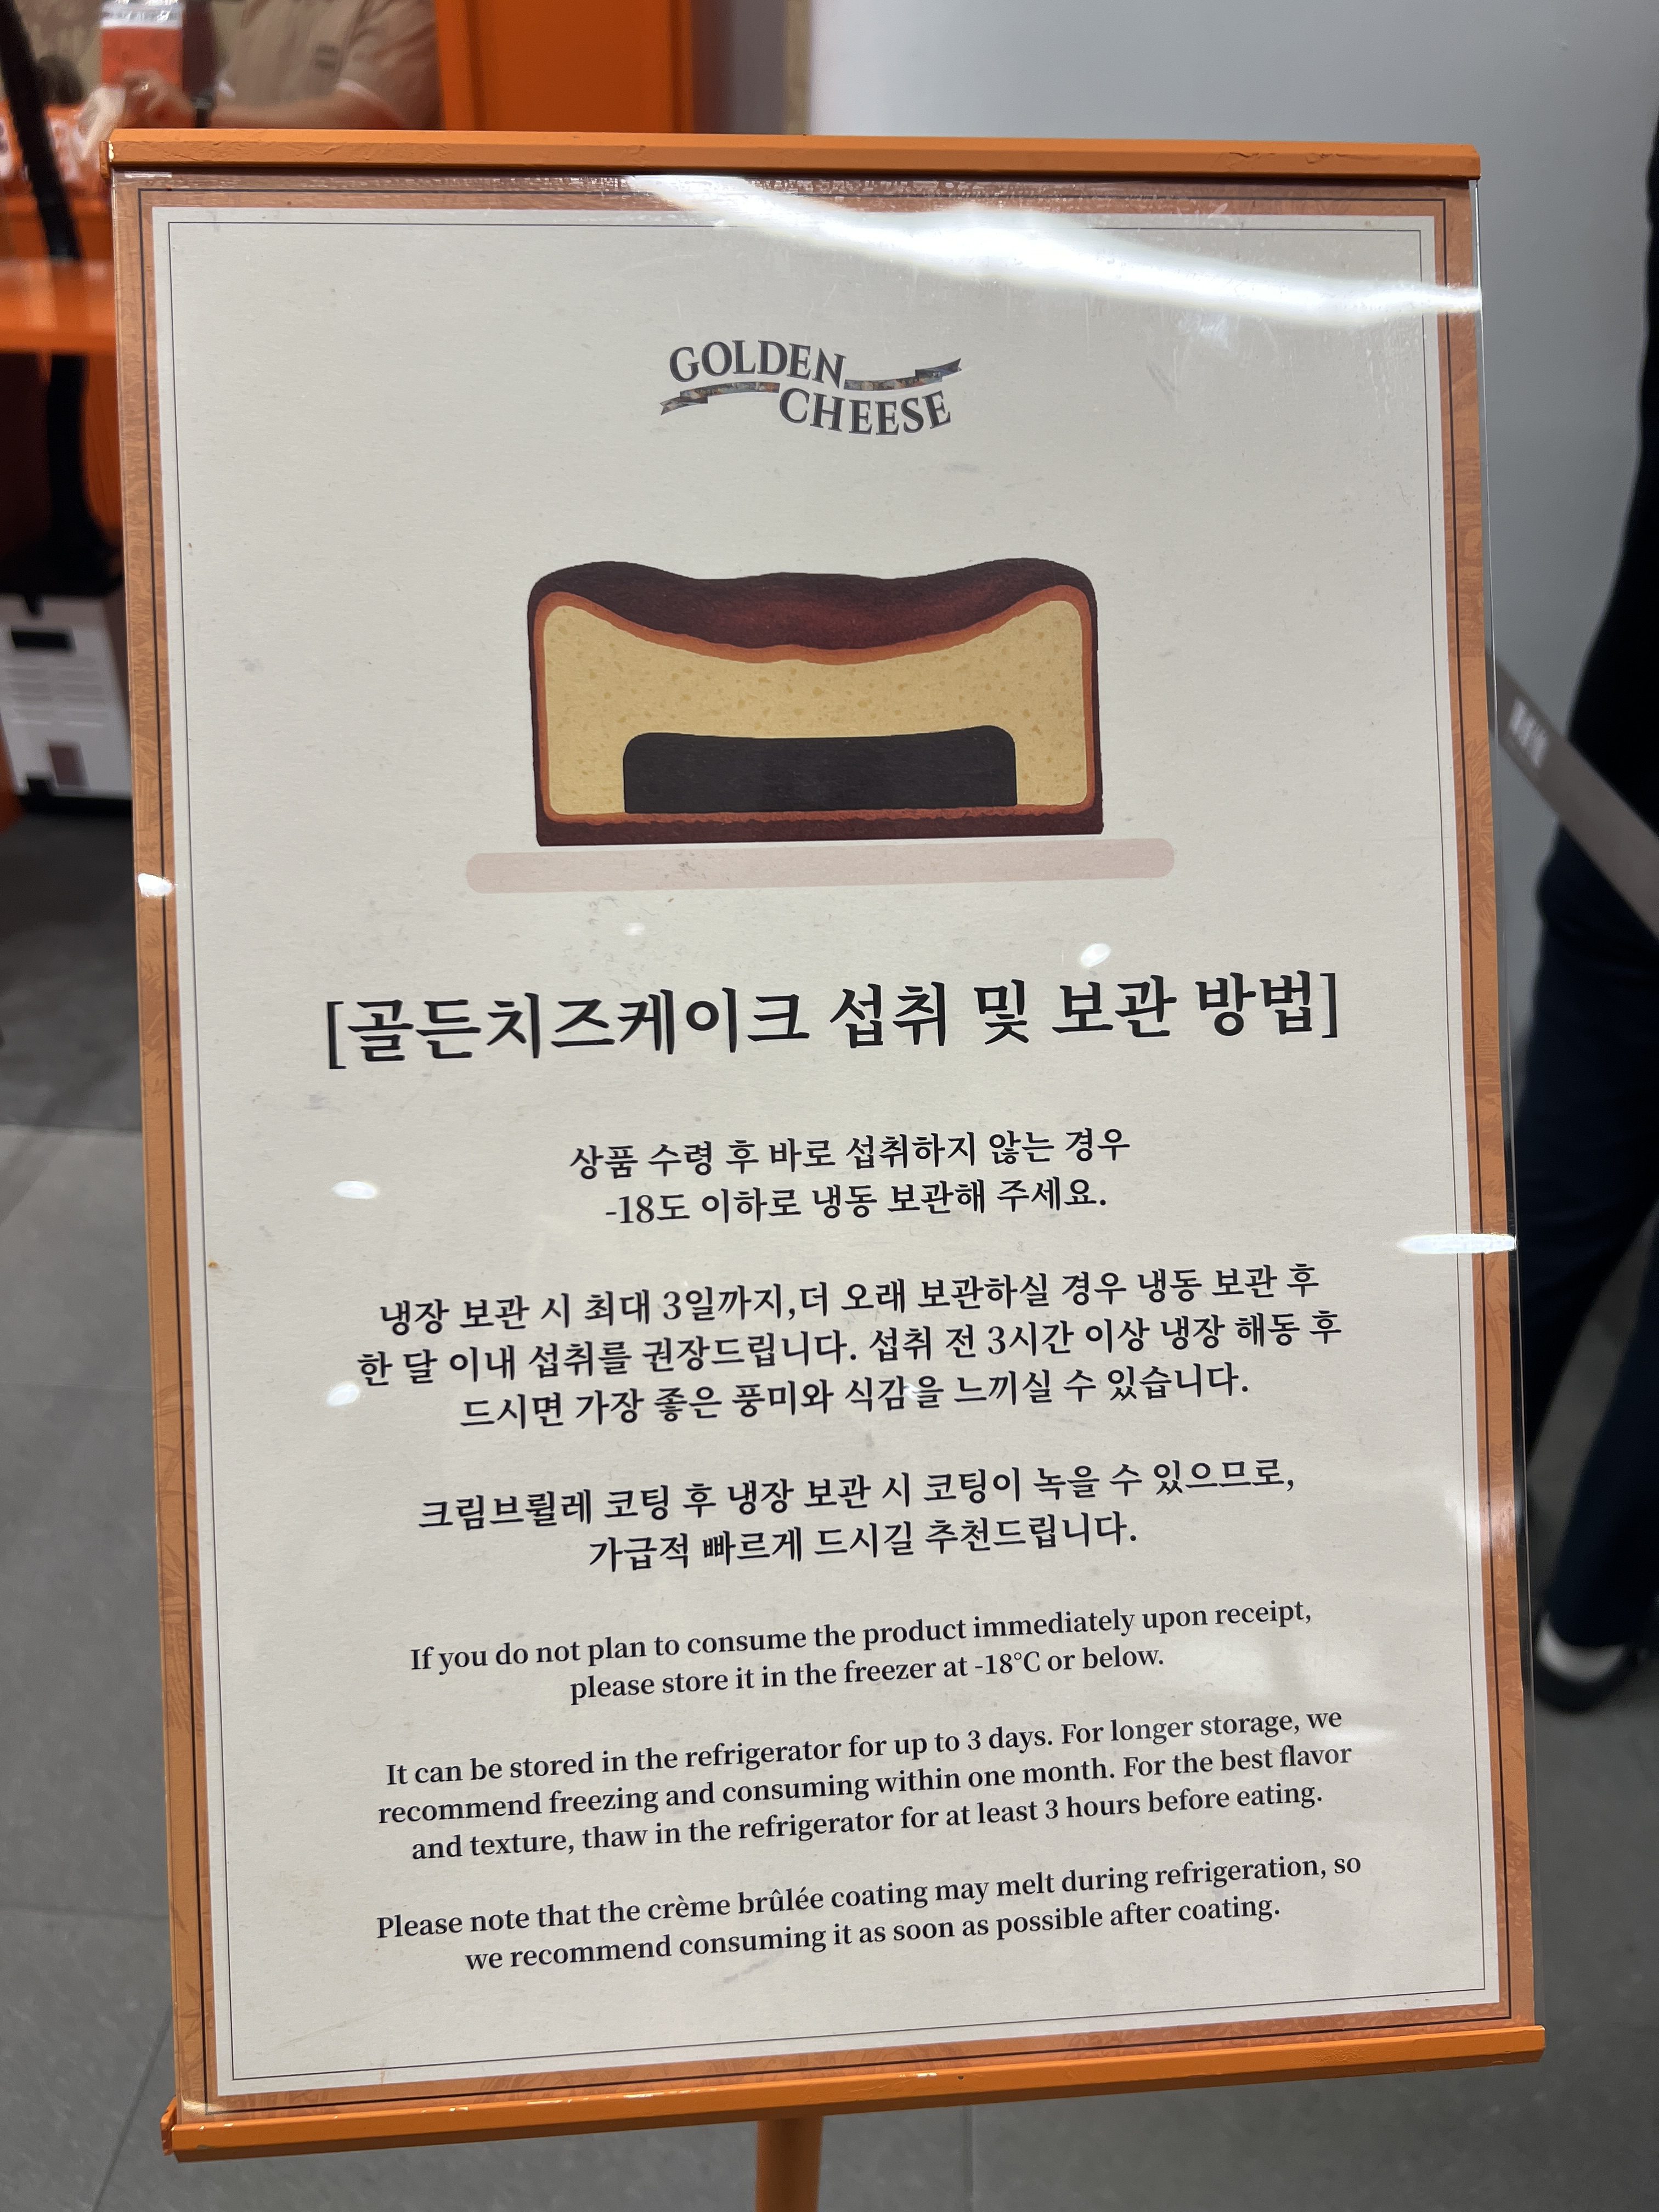 GOLDEN
CHEESE
[골든치즈케이크 섭취 및 보관 방법]
상품 수령 후 바로 섭취하지 않는 경우
-18도 이하로 냉동 보관해 주세요.
냉장 보관 시 최대 3일까지,더 오래 보관하실 경우 냉동 보관 후
한 달 이내 섭취를 권장드립니다. 섭취 전 3시간 이상 냉장 해동 후
드시면 가장 좋은 풍미와 식감을 느끼실 수 있습니다.
크림브륄레 코팅 후 냉장 보관 시 코팅이 녹을 수 있으므로,
가급적 빠르게 드시길 추천드립니다.
If you do not plan to consume the product immediately upon receipt,
please store it in the freezer at -18°C or below.
It can be stored in the refrigerator for up to 3 days. For longer storage, we
recommend freezing and consuming within one month. For the best flavor
and texture, thaw in the refrigerator for at least 3 hours before eating.
Please note that the crème brûlée coating may melt during refrigeration, so
we recommend consuming it as soon as possible after coating.